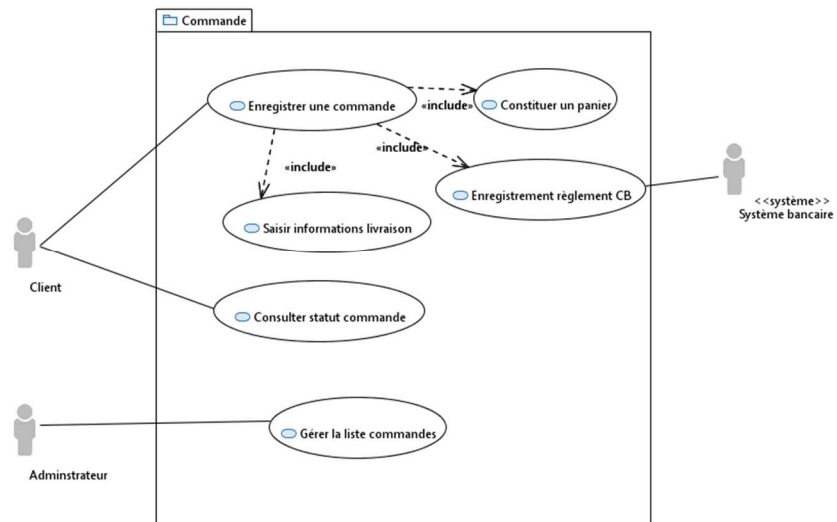 Commande
Enregistrer une commande
«include»
Constituer un panier
«include»
«include»
Enregistrement règlement CB
<<système>>
Système bancaire
Saisir informations livraison
Client
Consulter statut commande
Gérer la liste commandes
Adminstrateur